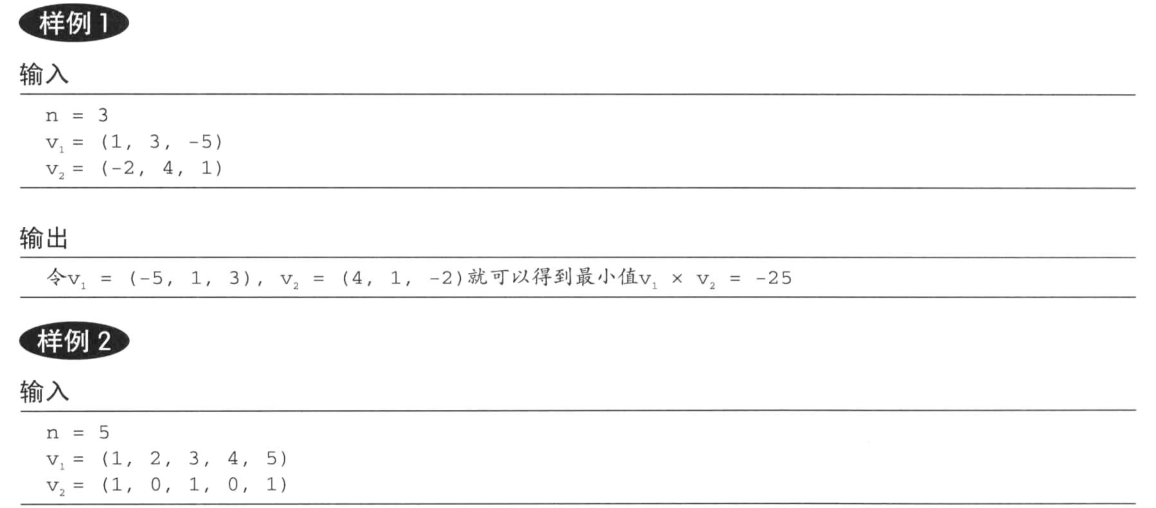 样例1
输入
n = 3
v₁ = (1, 3, -5)
v₂ = (-2, 4, 1)
输出
令v₁ = (-5, 1, 3), v₂ = (4, 1, -2)就可以得到最小值v₁ × v₂ = -25
样例2
输入
n = 5
v₁ = (1, 2, 3, 4, 5)
v₂ = (1, 0, 1, 0, 1)